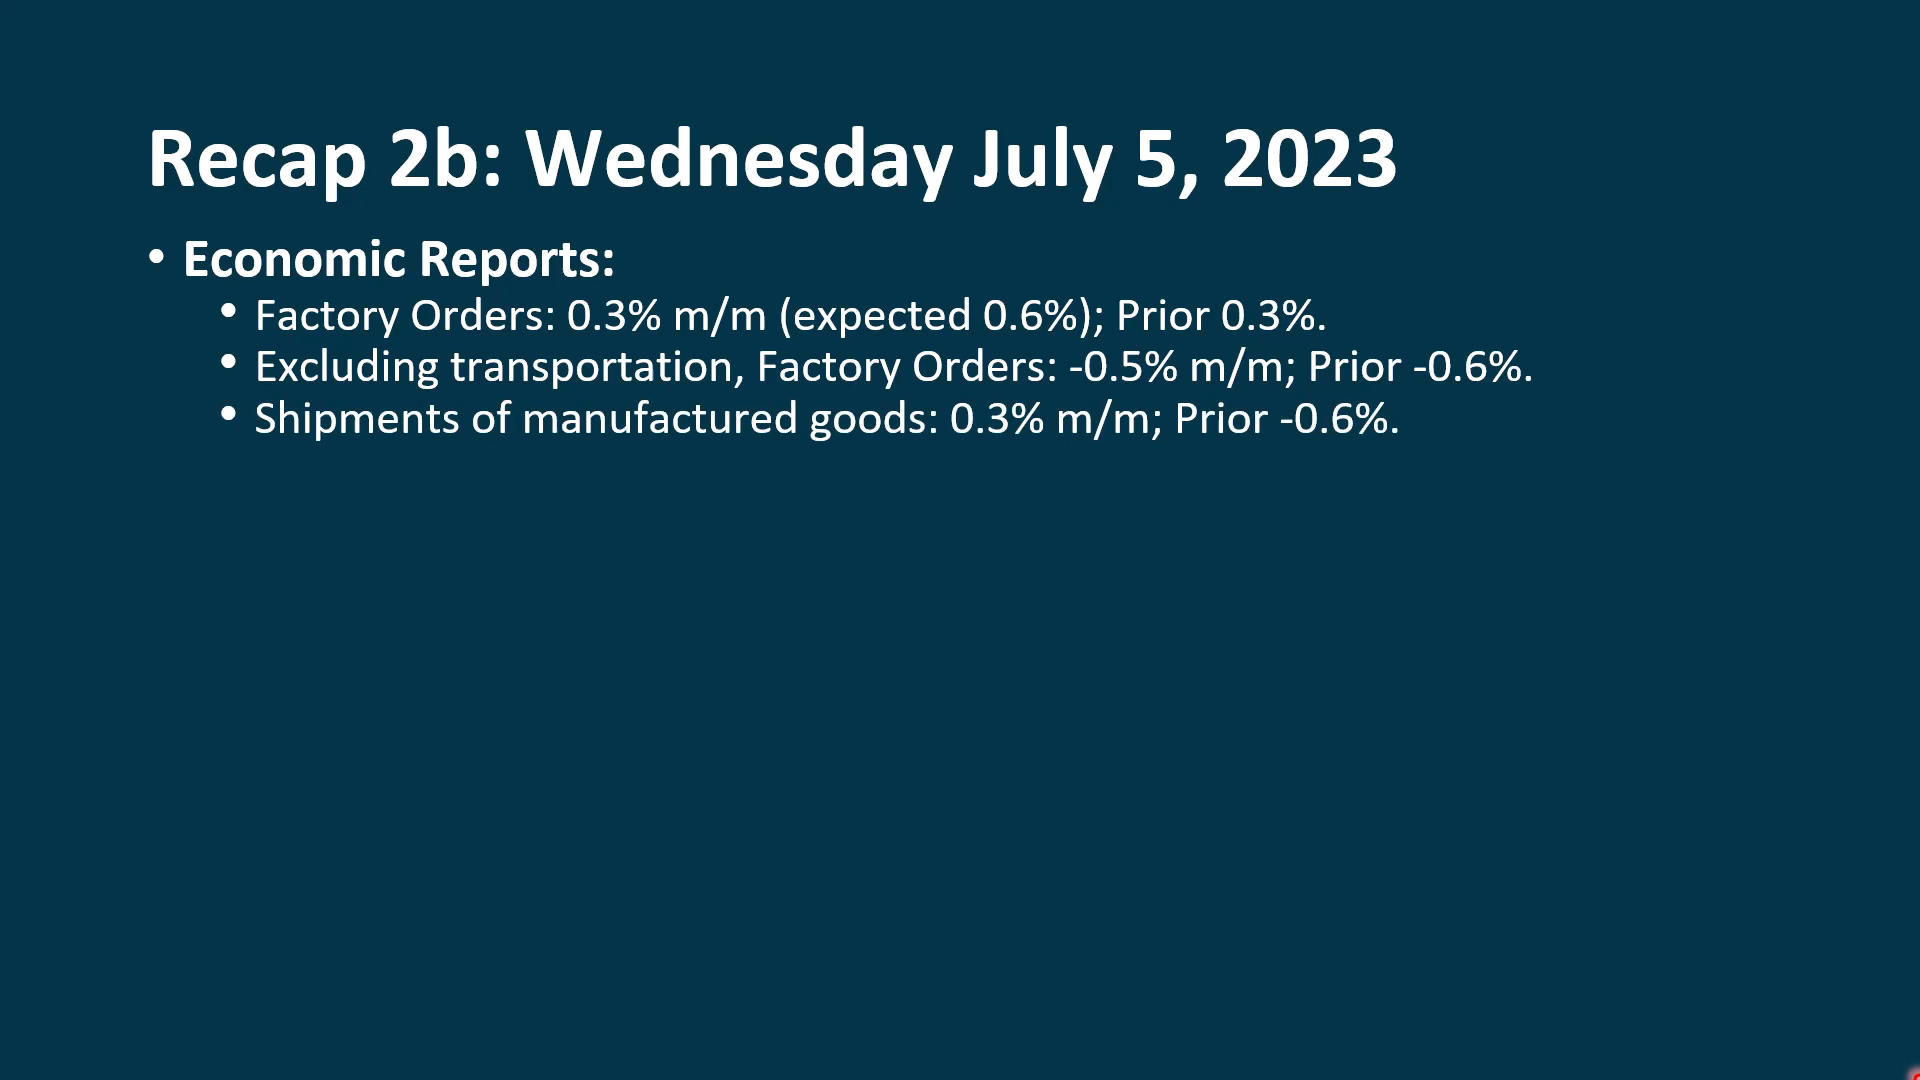 Recap 2b: Wednesday July 5, 2023
• Economic Reports:
• Factory Orders: 0.3% m/m (expected 0.6%); Prior 0.3%.
• Excluding transportation, Factory Orders: -0.5% m/m; Prior -0.6%.
• Shipments of manufactured goods: 0.3% m/m; Prior -0.6%.